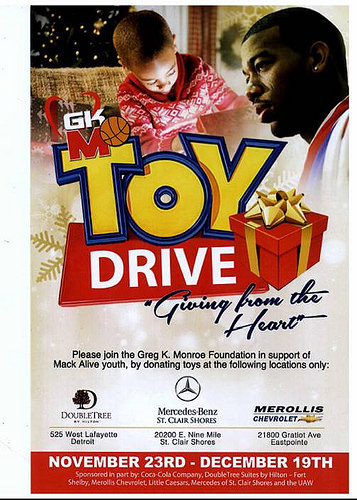 GK
M
TOY
DRIVE
"Giving from the
Heart"
Please join the Greg K. Monroe Foundation in support of
Mack Alive youth, by donating toys at the following locations only:
DOUBLETREE
BY HILTON
525 West Lafayette
Detroit
Mercedes-Benz
ST. CLAIR SHORES
20200 E. Nine Mile
St. Clair Shores
MEROLLIS
CHEVROLET
21800 Gratiot Ave
Eastpointe
NOVEMBER 23RD - DECEMBER 19TH
Sponsored in part by: Coca-Cola Company, DoubleTree Suites by Hilton - Fort
Shelby, Merollis Chevrolet, Little Caesars, Mercedes of St. Clair Shores and the UAW